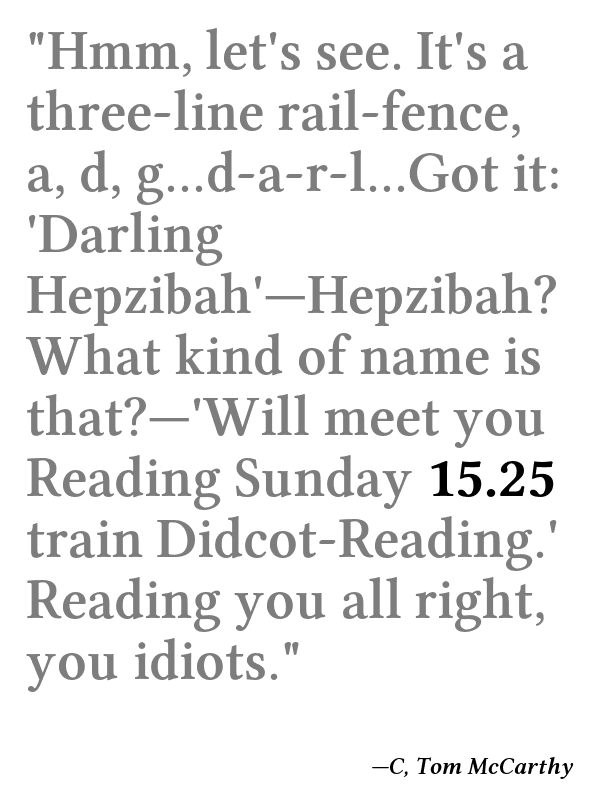 "Hmm, let's see. It's a
three-line rail-fence,
a, d, g...d-a-r-l...Got it:
'Darling
Hepzibah'—Hepzibah?
What kind of name is
that?—'Will meet you
Reading Sunday 15.25
train Didcot-Reading.'
Reading you all right,
you idiots."
—C, Tom McCarthy